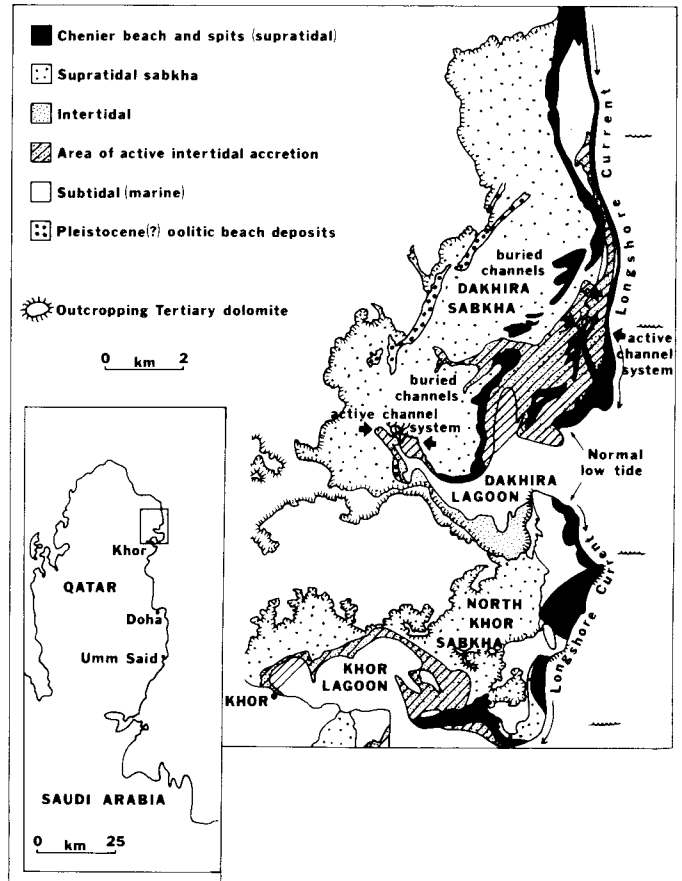 Chenier beach and spits (supratidal)
Supratidal sabkha
Intertidal
Area of active intertidal accretion
Subtidal (marine)
Pleistocene(?) oolitic beach deposits
Outcropping Tertiary dolomite
0 km 2
Longshore Current
buried
channels
DAKHIRA
SABKHA
active
channel
system
buried
channels
active channel
system
Normal
low tide
DAKHIRA
LAGOON
Longshore Current
NORTH
KHOR
SABKHA
KHOR
LAGOON
KHOR
Khor
QATAR
Doha
Umm Said
SAUDI ARABIA
0 km 25